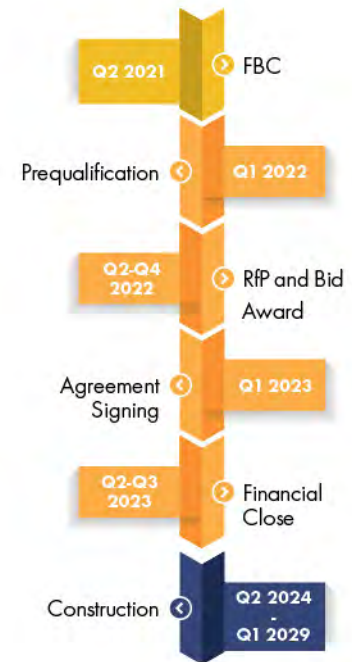 Q2 2021
FBC
Prequalification
Q1 2022
Q2-Q4
2022
RfP and Bid
Award
Agreement
Signing
Q1 2023
Q2-Q3
2023
Financial
Close
Construction
Q2 2024
-
Q1 2029